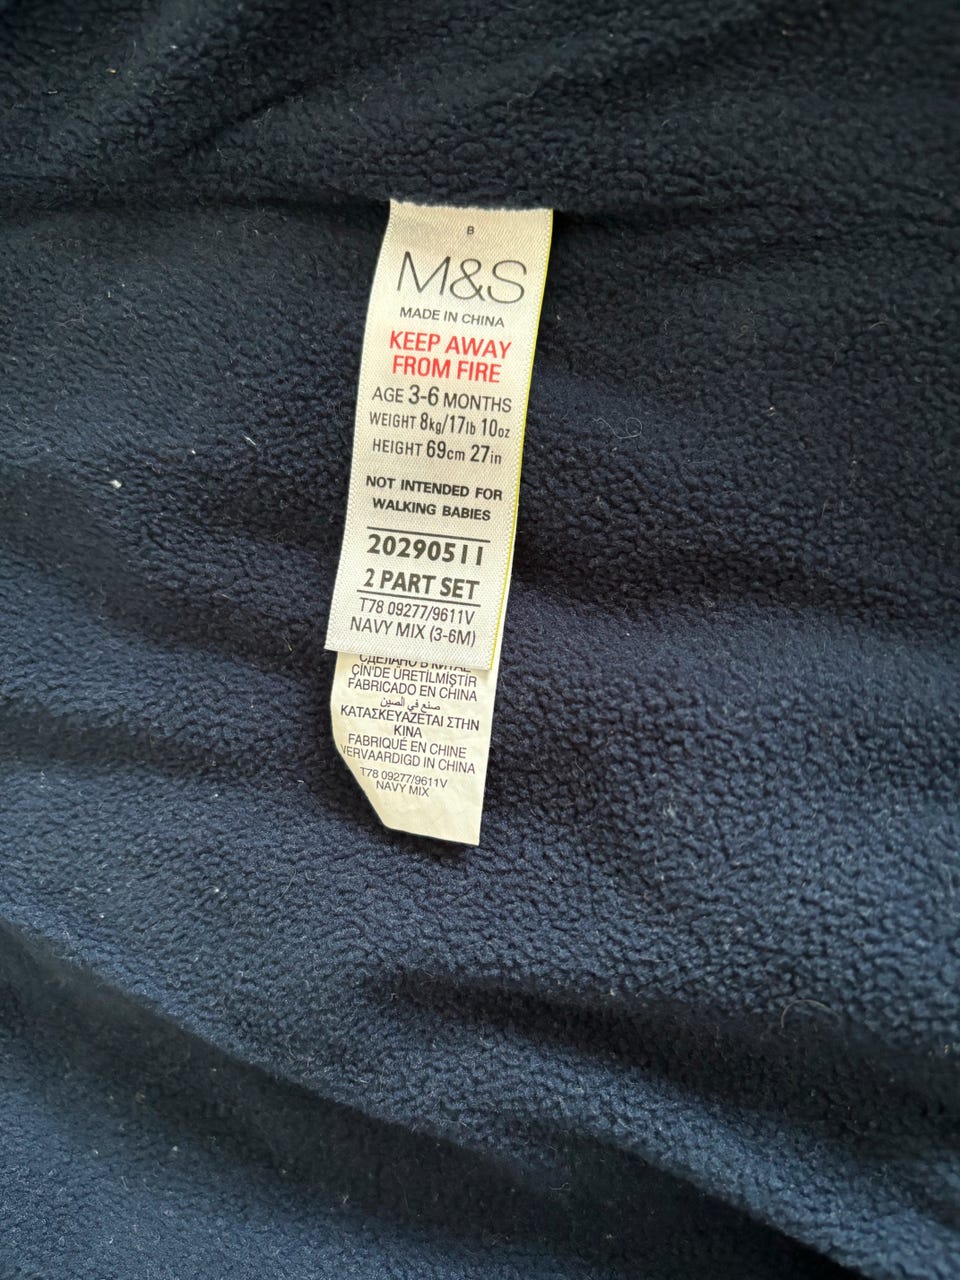 B
M&S
MADE IN CHINA
KEEP AWAY
FROM FIRE
AGE 3-6 MONTHS
WEIGHT 8kg/17lb 10oz
HEIGHT 69cm 27in
NOT INTENDED FOR
WALKING BABIES
20290511
2 PART SET
T78 09277/9611V
NAVY MIX (3-6M)
СДЕЛАНО В КИТАЕ
ÇİN'DE ÜRETİLMİŞTİR
FABRICADO EN CHINA
صنع في الصين
ΚΑΤΑΣΚΕΥΑΖΕΤΑΙ ΣΤΗΝ
ΚΙΝΑ
FABRIQUÉ EN CHINE
VERVAARDIGD IN CHINA
T78 09277/9611V
NAVY MIX